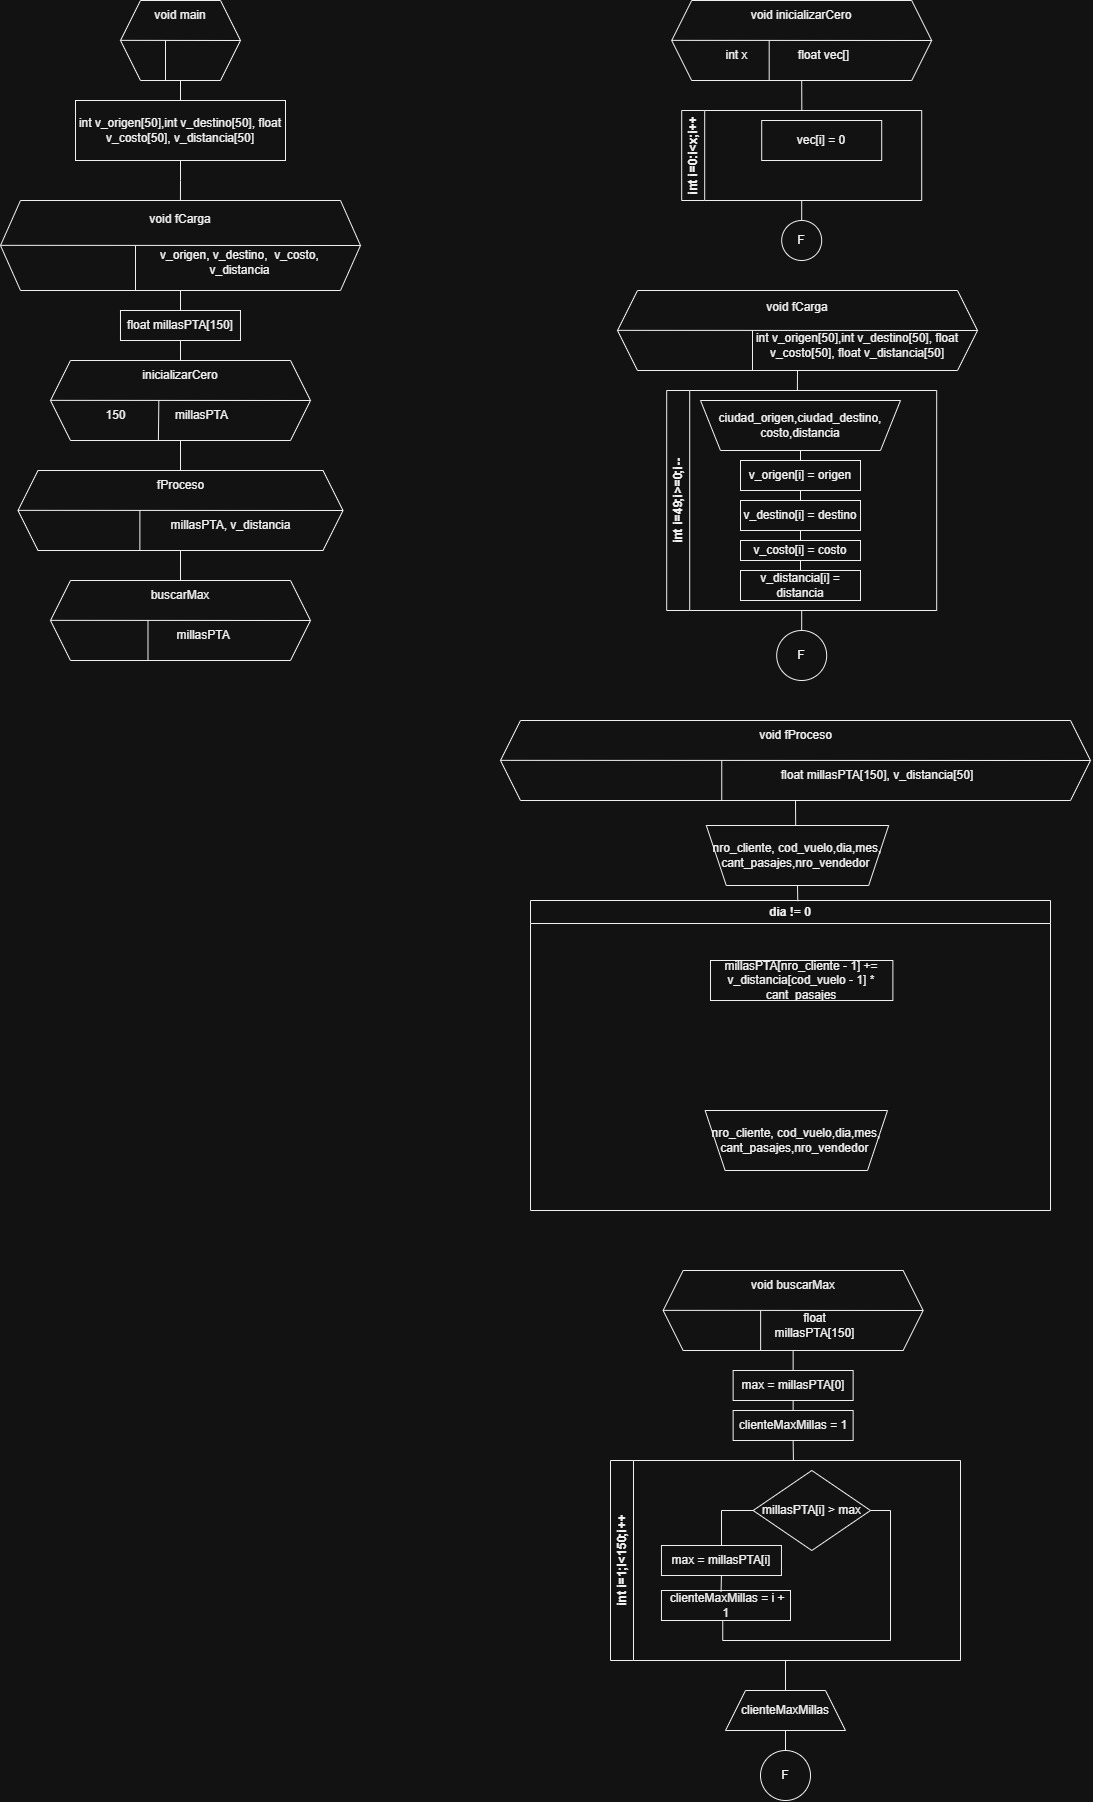 void main
int v_origen[50],int v_destino[50], float
v_costo[50], v_distancia[50]
void fCarga
v_origen, v_destino,  v_costo,
v_distancia
float millasPTA[150]
inicializarCero
150
millasPTA
fProceso
millasPTA, v_distancia
buscarMax
millasPTA
void inicializarCero
int x
float vec[]
int i=0;i<x;i++
vec[i] = 0
F
void fCarga
int v_origen[50],int v_destino[50], float
v_costo[50], float v_distancia[50]
int i=49;i>=0;i--
ciudad_origen,ciudad_destino,
costo,distancia
v_origen[i] = origen
v_destino[i] = destino
v_costo[i] = costo
v_distancia[i] =
distancia
F
void fProceso
float millasPTA[150], v_distancia[50]
nro_cliente, cod_vuelo,dia,mes,
cant_pasajes,nro_vendedor
dia != 0
millasPTA[nro_cliente - 1] +=
v_distancia[cod_vuelo - 1] *
cant_pasajes
nro_cliente, cod_vuelo,dia,mes,
cant_pasajes,nro_vendedor
void buscarMax
float
millasPTA[150]
max = millasPTA[0]
clienteMaxMillas = 1
int i=1;i<150;i++
millasPTA[i] > max
max = millasPTA[i]
clienteMaxMillas = i +
1
clienteMaxMillas
F